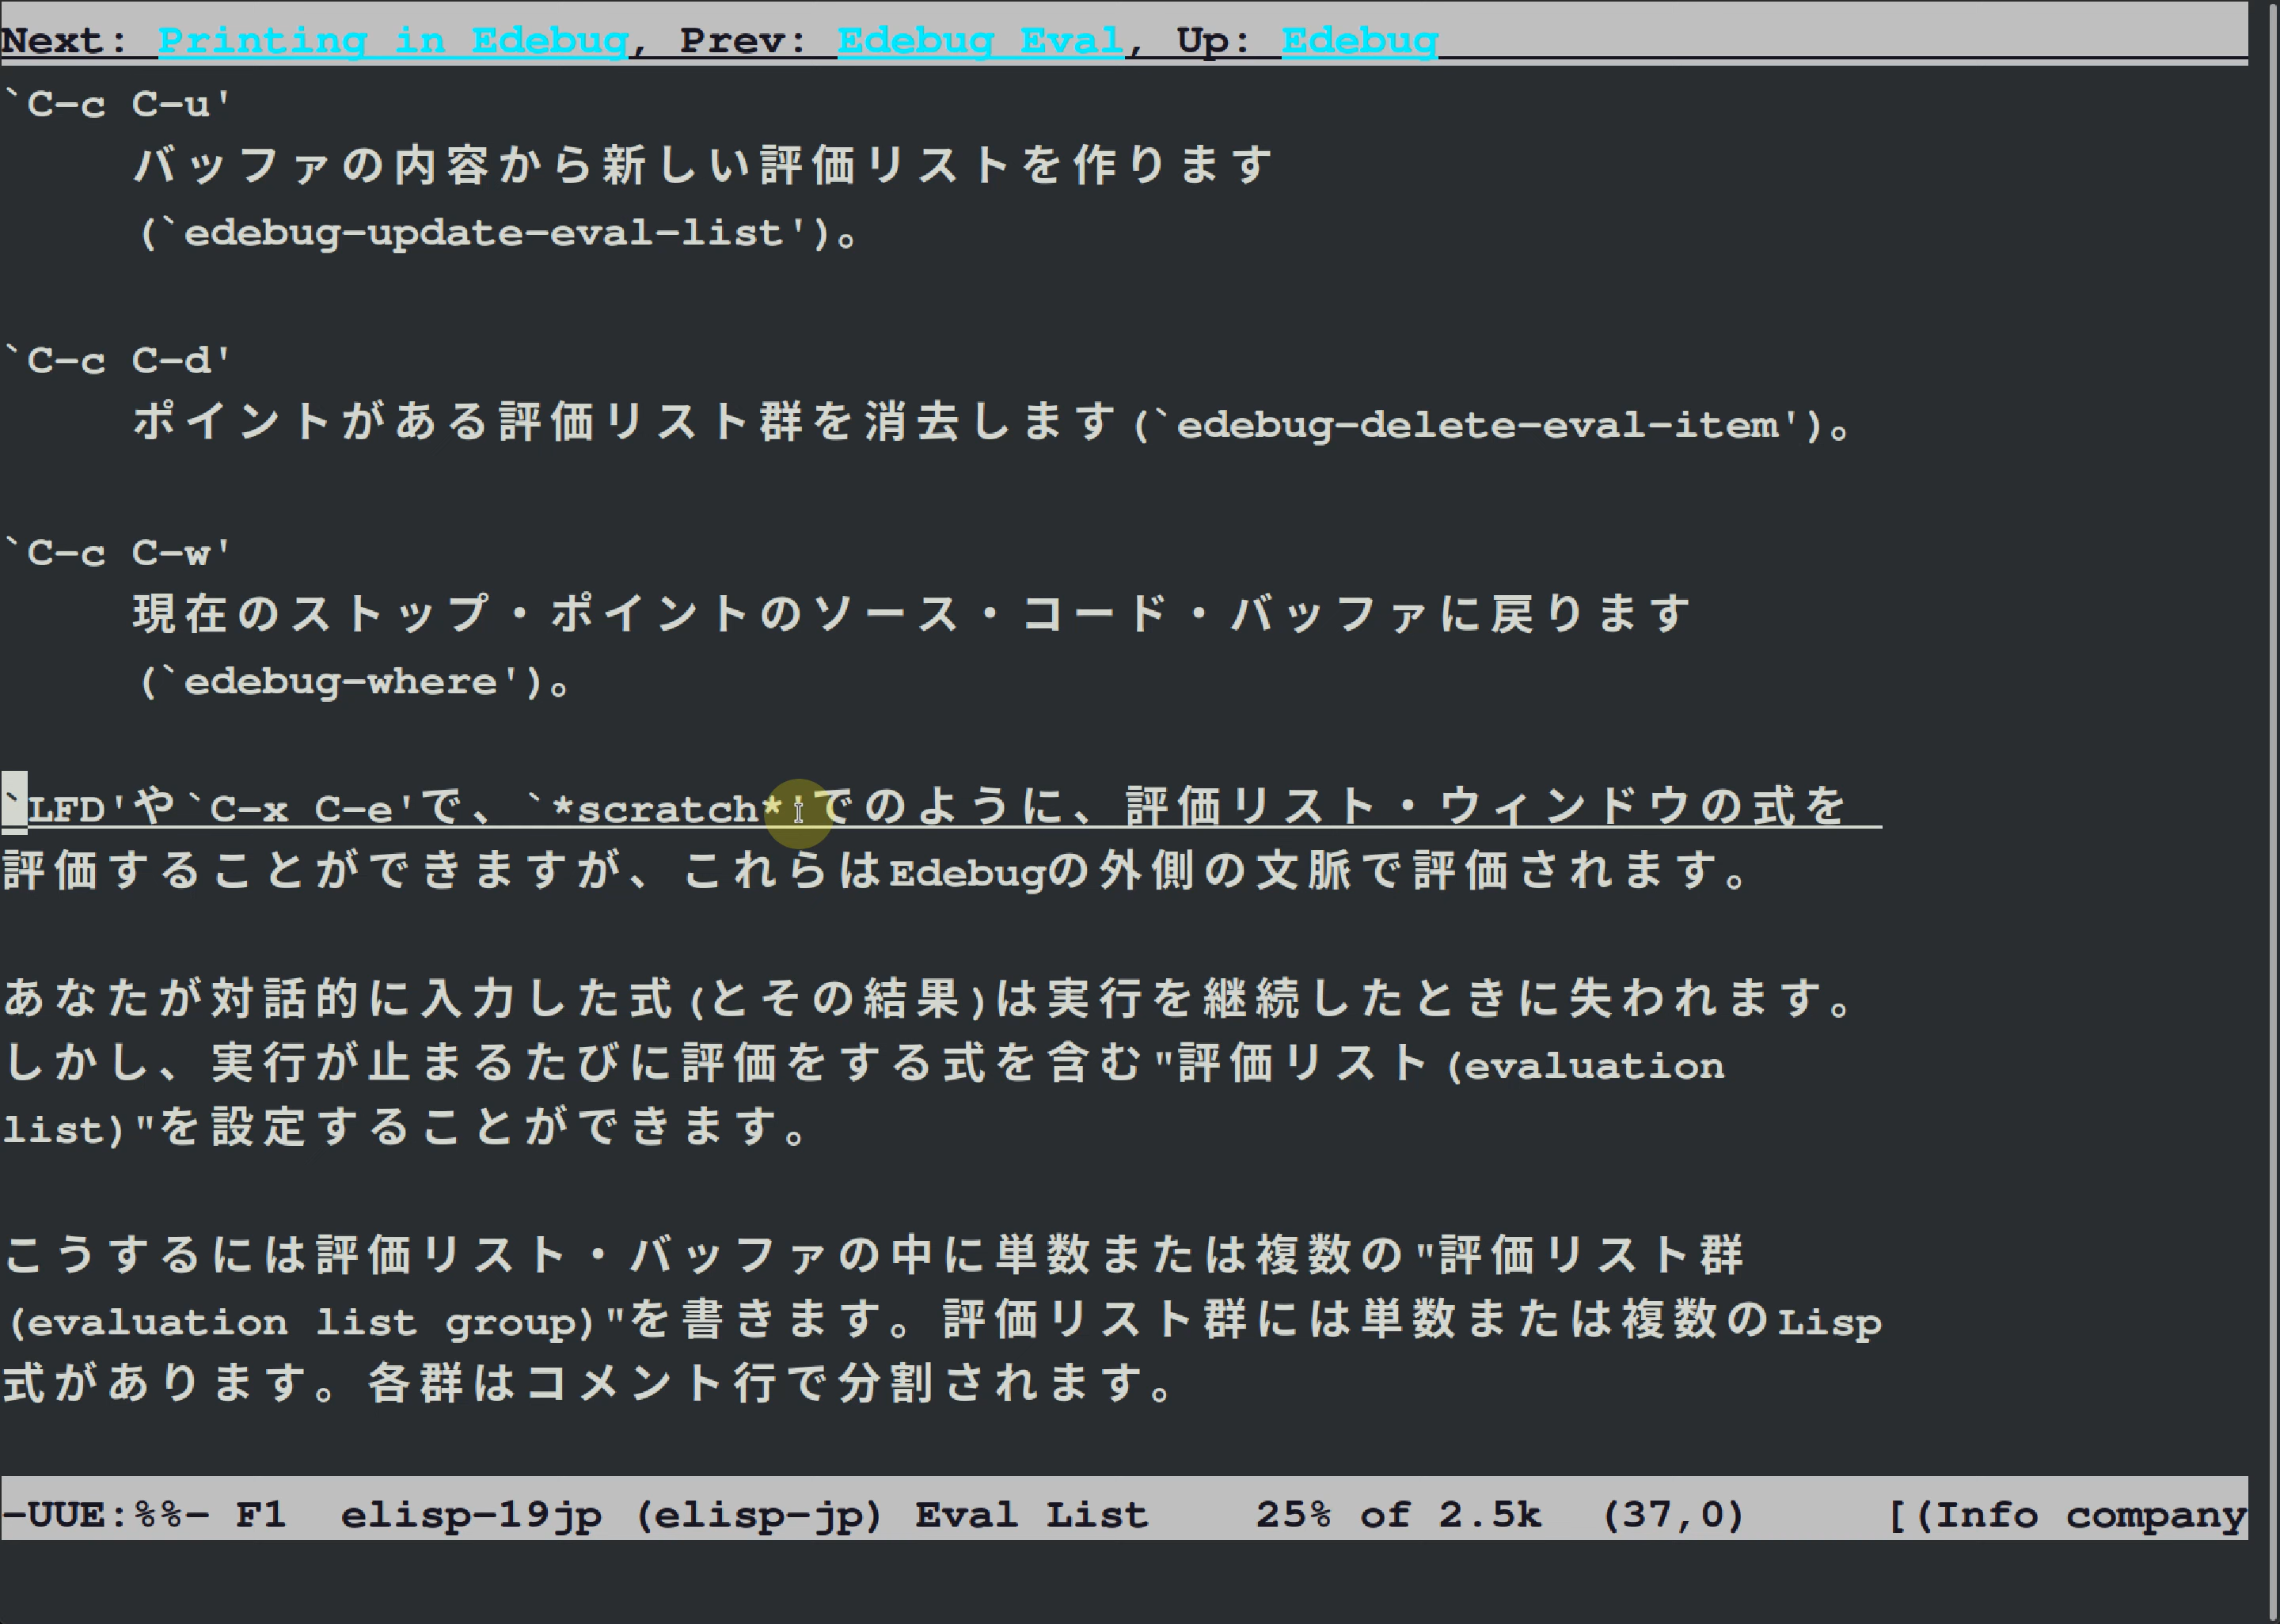 Next: Printing in Edebug, Prev: Edebug Eval, Up: Edebug
`C-c C-u'
バッファの内容から新しい評価リストを作ります
(`edebug-update-eval-list')。
`C-c C-d'
ポイントがある評価リスト群を消去します(`edebug-delete-eval-item')。
`C-c C-w'
現在のストップ・ポイントのソース・コード・バッファに戻ります
(`edebug-where')。
`LFD'や`C-x C-e'で、`*scratch*'でのように、評価リスト・ウィンドウの式を
評価することができますが、これらはEdebugの外側の文脈で評価されます。
あなたが対話的に入力した式(とその結果)は実行を継続したときに失われます。
しかし、実行が止まるたびに評価をする式を含む"評価リスト(evaluation
list)"を設定することができます。
こうするには評価リスト・バッファの中に単数または複数の"評価リスト群
(evaluation list group)"を書きます。評価リスト群には単数または複数のLisp
式があります。各群はコメント行で分割されます。
-UUE:%%- F1  elisp-19jp (elisp-jp) Eval List    25% of 2.5k  (37,0)     [(Info company